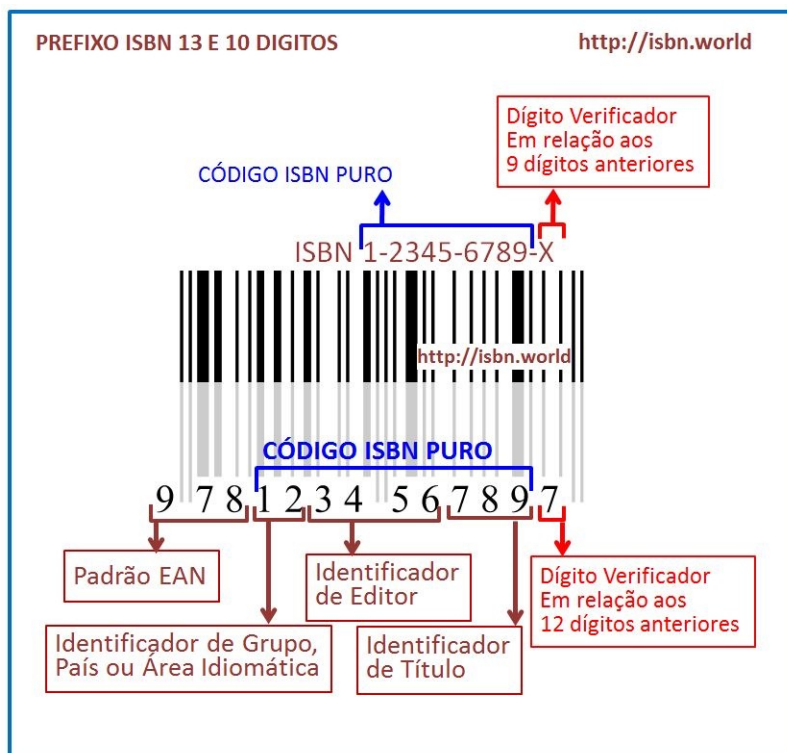 PREFIXO ISBN 13 E 10 DIGITOS
http://isbn.world
Dígito Verificador
Em relação aos
9 dígitos anteriores
CÓDIGO ISBN PURO
ISBN 1-2345-6789-X
http://isbn.world
CÓDIGO ISBN PURO
9 7 8 1 2 3 4 5 6 7 8 9 7
Padrão EAN
Identificador
de Editor
Dígito Verificador
Em relação aos
12 dígitos anteriores
Identificador de Grupo,
País ou Área Idiomática
Identificador
de Título